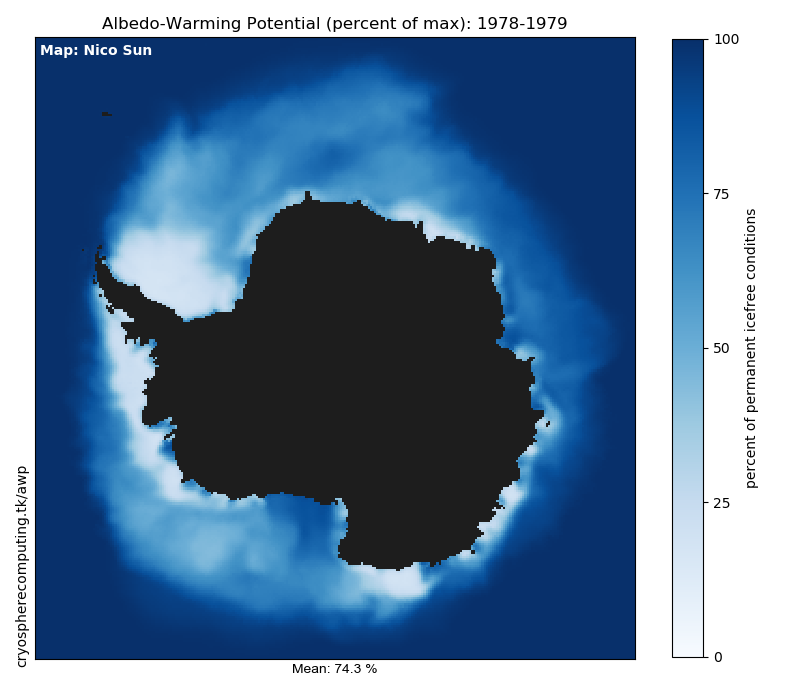 Albedo-Warming Potential (percent of max): 1978-1979
Map: Nico Sun
100
75
50
25
0
percent of permanent icefree conditions
cryospherecomputing.tk/awp
Mean: 74.3 %